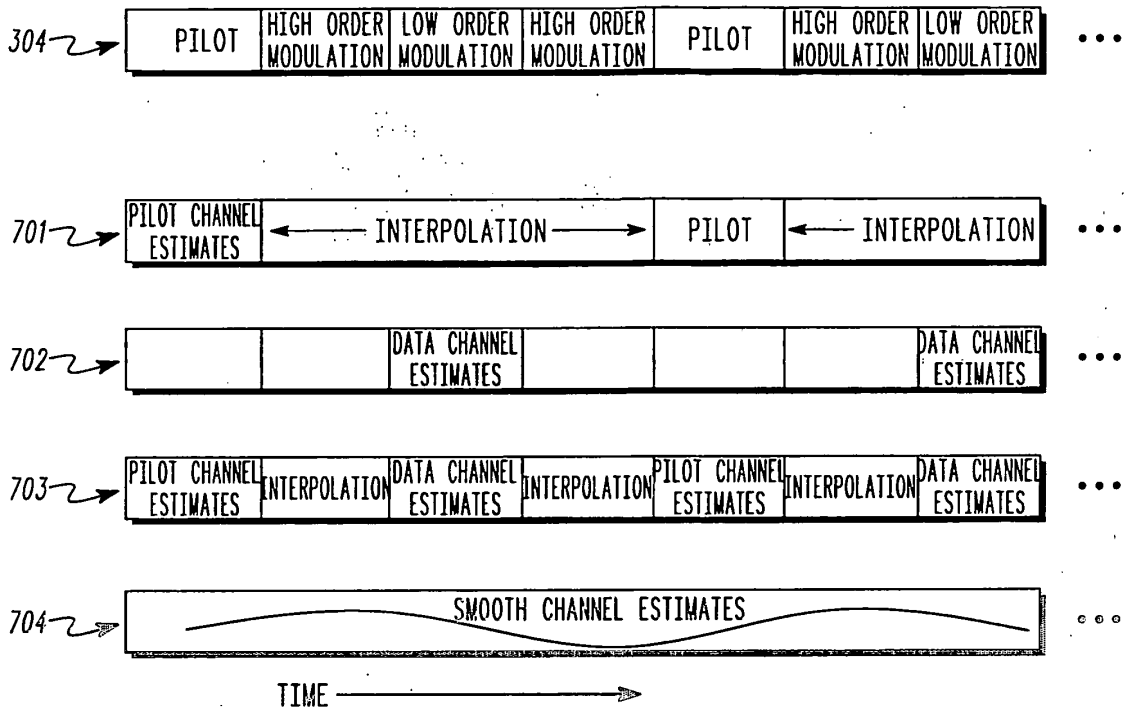 304 PILOT HIGH ORDER MODULATION LOW ORDER MODULATION HIGH ORDER MODULATION PILOT HIGH ORDER MODULATION LOW ORDER MODULATION •••
701 PILOT CHANNEL ESTIMATES INTERPOLATION PILOT INTERPOLATION •••
702 DATA CHANNEL ESTIMATES DATA CHANNEL ESTIMATES •••
703 PILOT CHANNEL ESTIMATES INTERPOLATION DATA CHANNEL ESTIMATES INTERPOLATION PILOT CHANNEL ESTIMATES INTERPOLATION DATA CHANNEL ESTIMATES •••
704 SMOOTH CHANNEL ESTIMATES •••
TIME